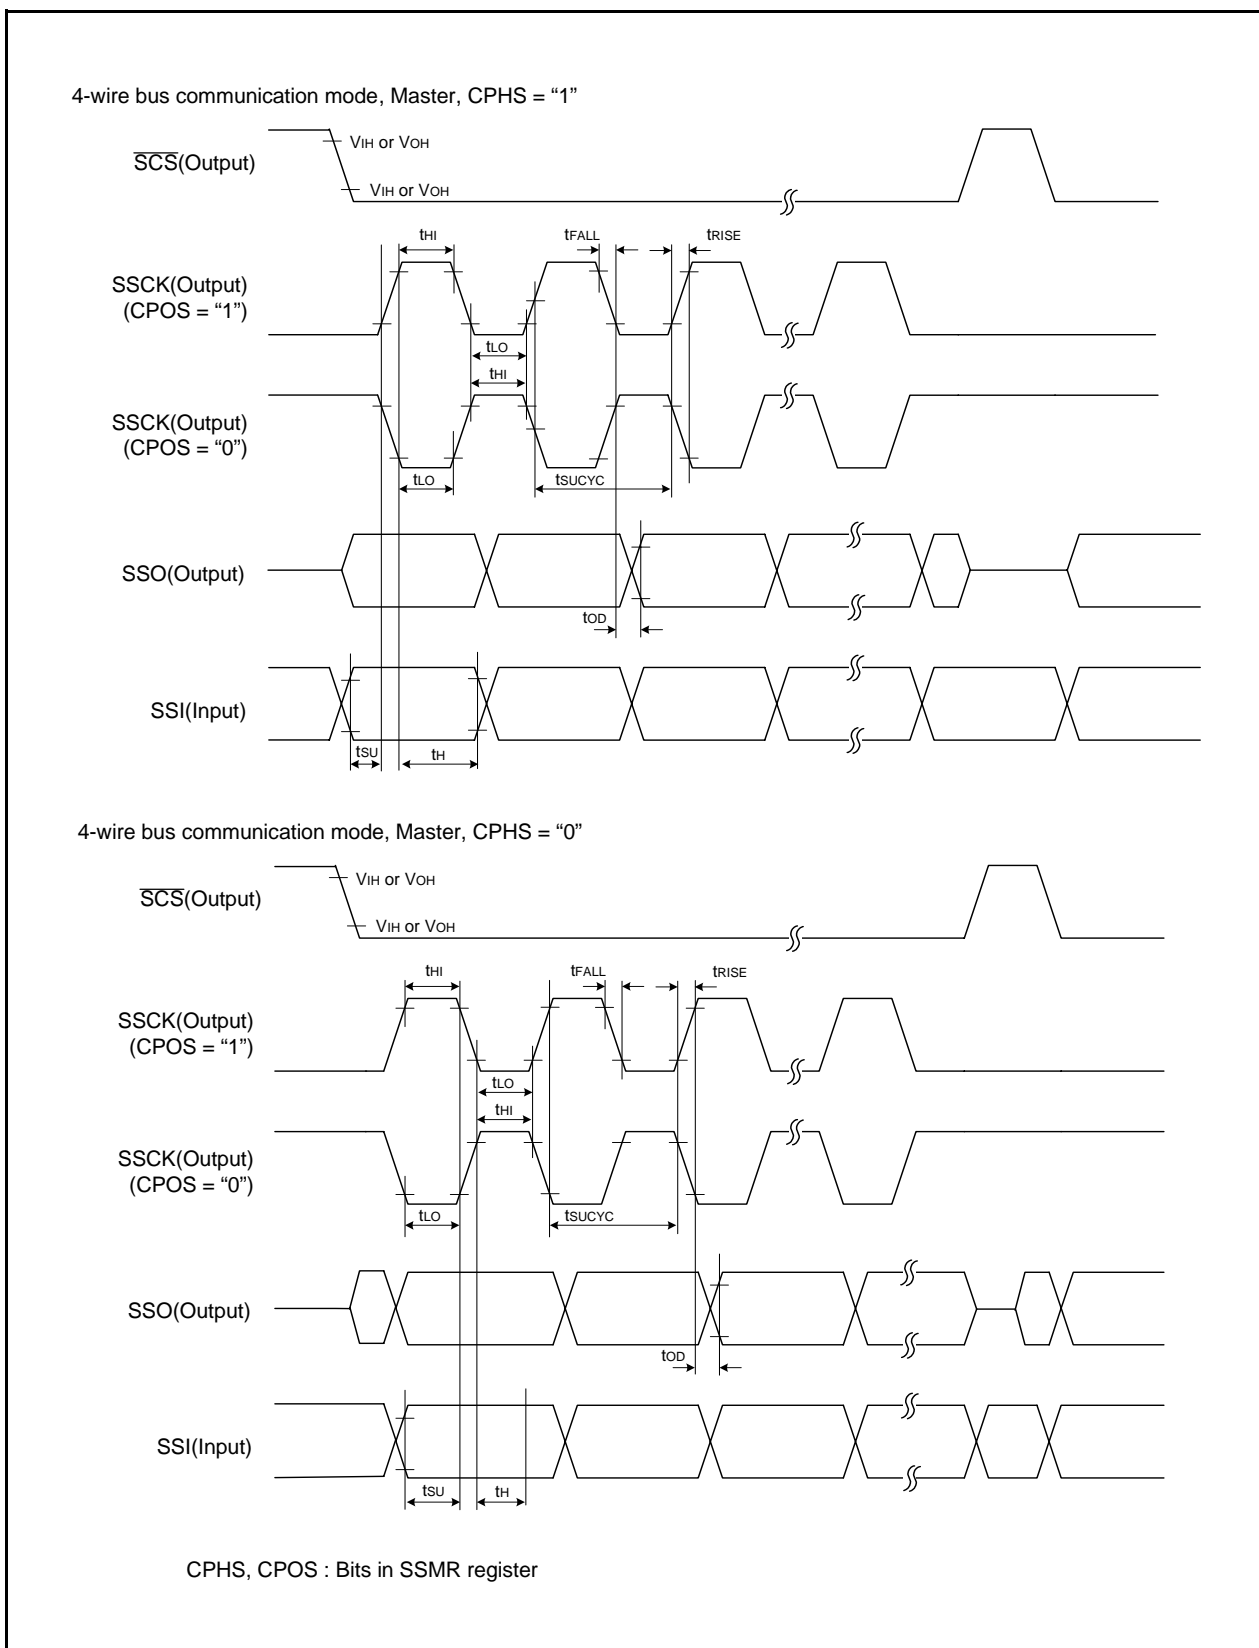 4-wire bus communication mode, Master, CPHS = “1”
SCS(Output)
VIH or VOH
VIH or VOH
tHI
tFALL
tRISE
SSCK(Output)
(CPOS = “1”)
tLO
tHI
SSCK(Output)
(CPOS = “0”)
tLO
tSUCYC
SSO(Output)
tOD
SSI(Input)
tSU
tH
4-wire bus communication mode, Master, CPHS = “0”
SCS(Output)
VIH or VOH
VIH or VOH
tHI
tFALL
tRISE
SSCK(Output)
(CPOS = “1”)
tLO
tHI
SSCK(Output)
(CPOS = “0”)
tLO
tSUCYC
SSO(Output)
tOD
SSI(Input)
tSU
tH
CPHS, CPOS : Bits in SSMR register